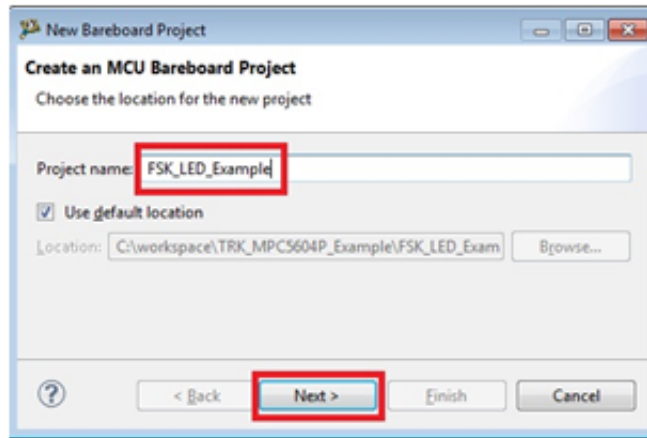 New Bareboard Project
Create an MCU Bareboard Project
Choose the location for the new project
Project name: FSK_LED_Example
Use default location
Location: C:\workspace\TRK_MPC5604P_Example\FSK_LED_Exam Browse...
? < Back Next > Finish Cancel